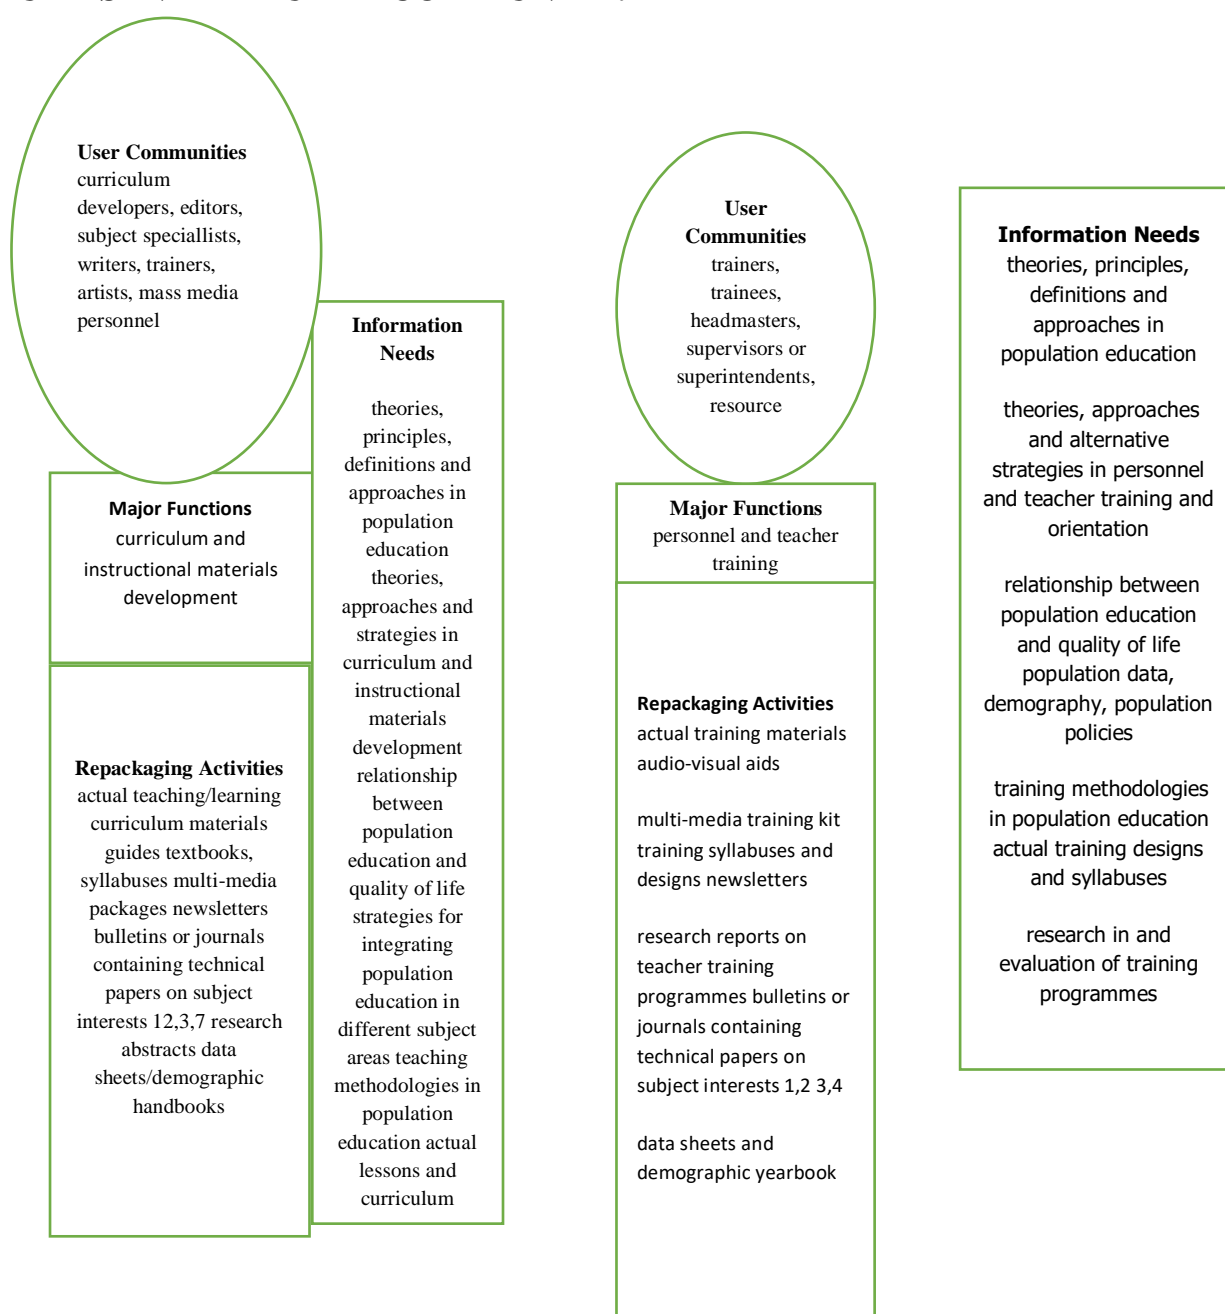 User Communities
curriculum
developers, editors,
subject speciallists,
writers, trainers,
artists, mass media
personnel
Major Functions
curriculum and
instructional materials
development
Repackaging Activities
actual teaching/learning
curriculum materials
guides textbooks,
syllabuses multi-media
packages newsletters
bulletins or journals
containing technical
papers on subject
interests 12,3,7 research
abstracts data
sheets/demographic
handbooks
Information
Needs
theories,
principles,
definitions and
approaches in
population
education
theories,
approaches and
strategies in
curriculum and
instructional
materials
development
relationship
between
population
education and
quality of life
strategies for
integrating
population
education in
different subject
areas teaching
methodologies in
population
education actual
lessons and
curriculum
User
Communities
trainers,
trainees,
headmasters,
supervisors or
superintendents,
resource
Major Functions
personnel and teacher
training
Repackaging Activities
actual training materials
audio-visual aids
multi-media training kit
training syllabuses and
designs newsletters
research reports on
teacher training
programmes bulletins or
journals containing
technical papers on
subject interests 1,2 3,4
data sheets and
demographic yearbook
Information Needs
theories, principles,
definitions and
approaches in
population education
theories, approaches
and alternative
strategies in personnel
and teacher training and
orientation
relationship between
population education
and quality of life
population data,
demography, population
policies
training methodologies
in population education
actual training designs
and syllabuses
research in and
evaluation of training
programmes